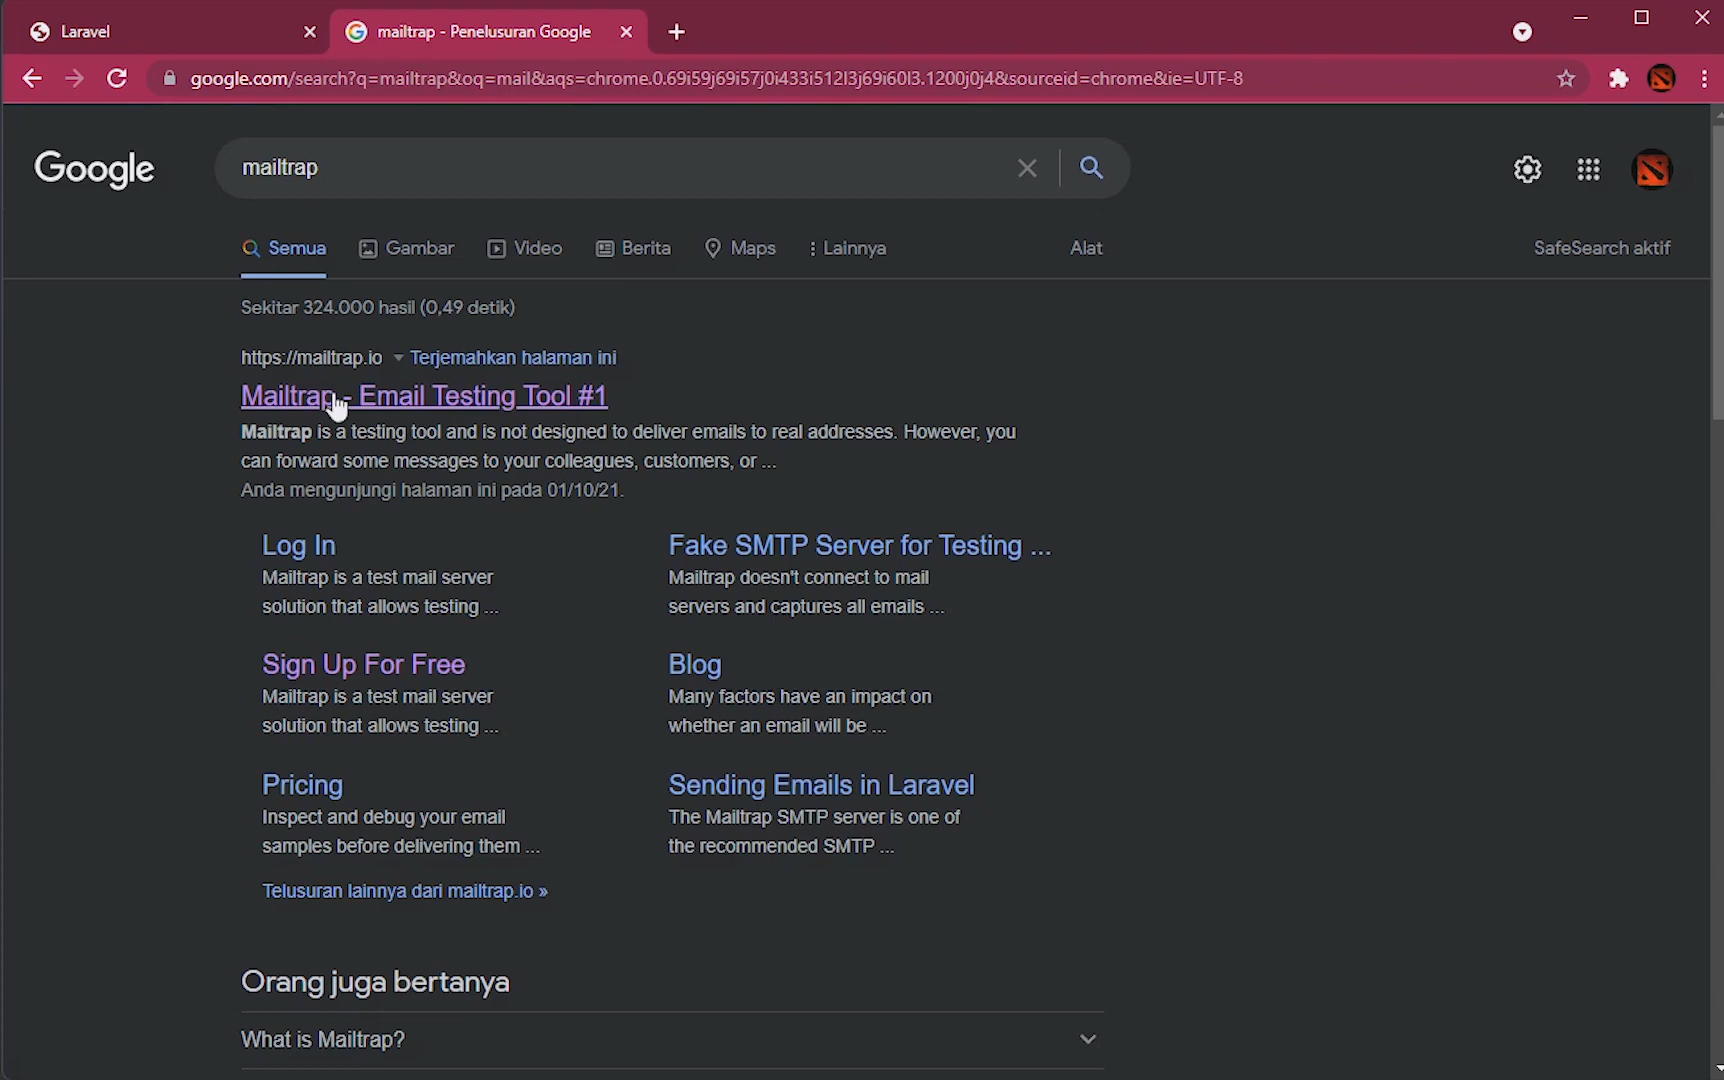 Laravel
mailtrap - Penelusuran Google
google.com/search?q=mailtrap&oq=mail&aqs=chrome.0.69i59j69i57j0i433i512l3j69i60l3.1200j0j4&sourceid=chrome&ie=UTF-8
Google
mailtrap
Semua
Gambar
Video
Berita
Maps
Lainnya
Alat
SafeSearch aktif
Sekitar 324.000 hasil (0,49 detik)
https://mailtrap.io
Terjemahkan halaman ini
Mailtrap - Email Testing Tool #1
Mailtrap is a testing tool and is not designed to deliver emails to real addresses. However, you
can forward some messages to your colleagues, customers, or ...
Anda mengunjungi halaman ini pada 01/10/21.
Log In
Mailtrap is a test mail server
solution that allows testing ...
Fake SMTP Server for Testing ...
Mailtrap doesn't connect to mail
servers and captures all emails ...
Sign Up For Free
Mailtrap is a test mail server
solution that allows testing ...
Blog
Many factors have an impact on
whether an email will be ...
Pricing
Inspect and debug your email
samples before delivering them ...
Sending Emails in Laravel
The Mailtrap SMTP server is one of
the recommended SMTP ...
Telusuran lainnya dari mailtrap.io »
Orang juga bertanya
What is Mailtrap?